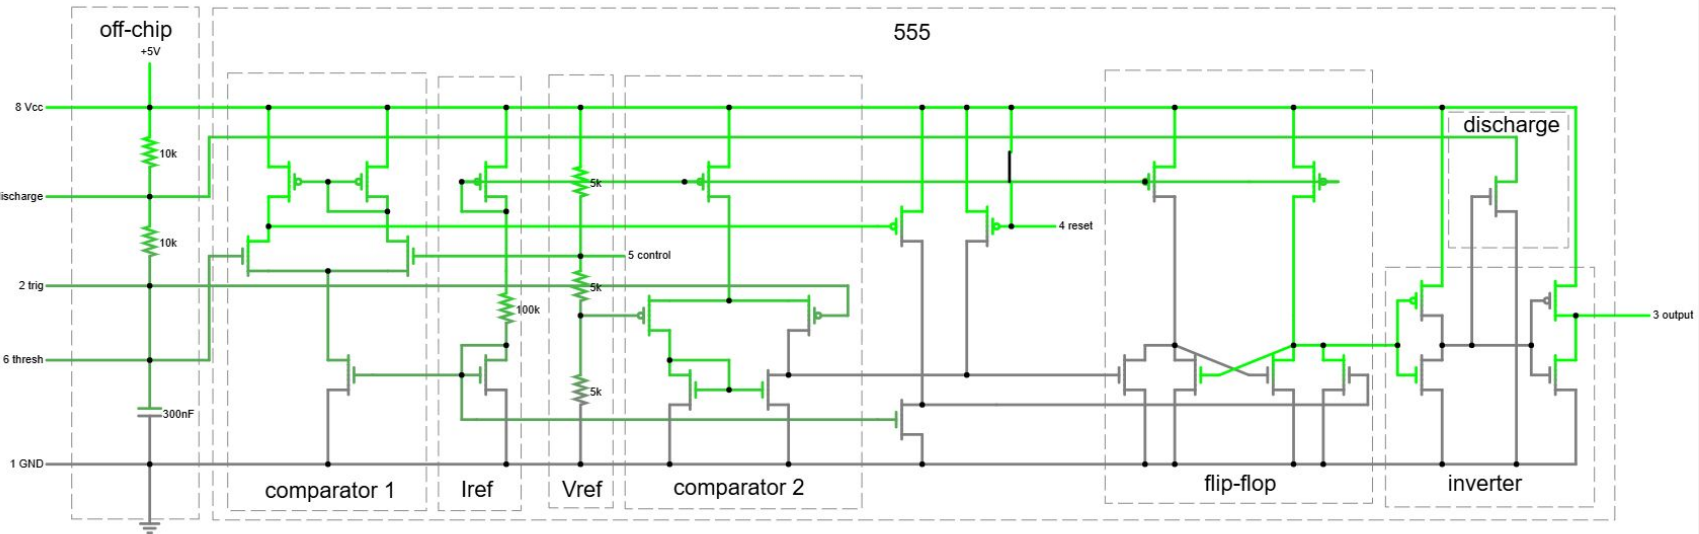 off-chip
555
+5V
8 Vcc
discharge
10k
5k
ischarge
10k
4 reset
5 control
2 trig
5k
100k
3 output
6 thresh
5k
300nF
1 GND
comparator 1
Iref
Vref
comparator 2
flip-flop
inverter